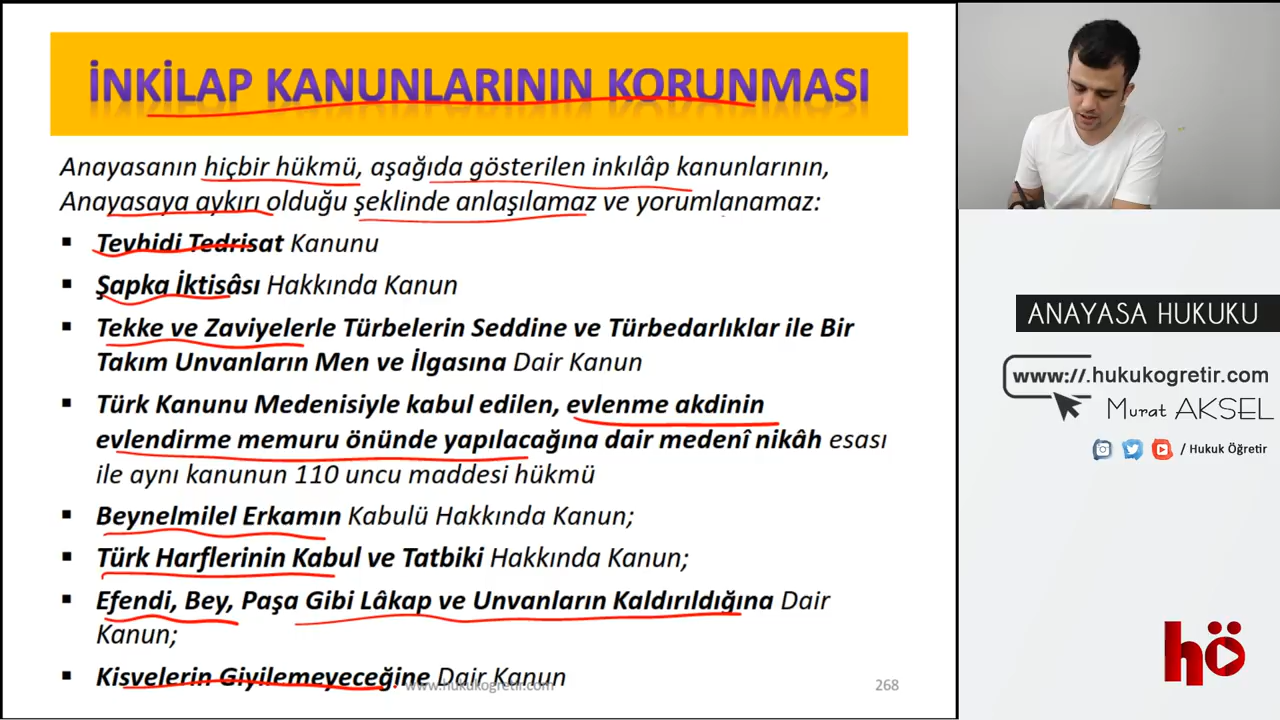 İNKİLAP KANUNLARININ KORUNMASI
Anayasanın hiçbir hükmü, aşağıda gösterilen inkılâp kanunlarının,
Anayasaya aykırı olduğu şeklinde anlaşılamaz ve yorumlanamaz:
▪ Tevhidi Tedrisat Kanunu
▪ Şapka İktisâsı Hakkında Kanun
▪ Tekke ve Zaviyelerle Türbelerin Seddine ve Türbedarlıklar ile Bir
Takım Unvanların Men ve İlgasına Dair Kanun
▪ Türk Kanunu Medenisiyle kabul edilen, evlenme akdinin
evlendirme memuru önünde yapılacağına dair medenî nikâh esası
ile aynı kanunun 110 uncu maddesi hükmü
▪ Beynelmilel Erkamın Kabulü Hakkında Kanun;
▪ Türk Harflerinin Kabul ve Tatbiki Hakkında Kanun;
▪ Efendi, Bey, Paşa Gibi Lâkap ve Unvanların Kaldırıldığına Dair
Kanun;
▪ Kisvelerin Giyilemeyeceğine Dair Kanun
www.hukukogretir.com
268
ANAYASA HUKUKU
www://.hukukogretir.com
Murat AKSEL
/ Hukuk Öğretir
hö